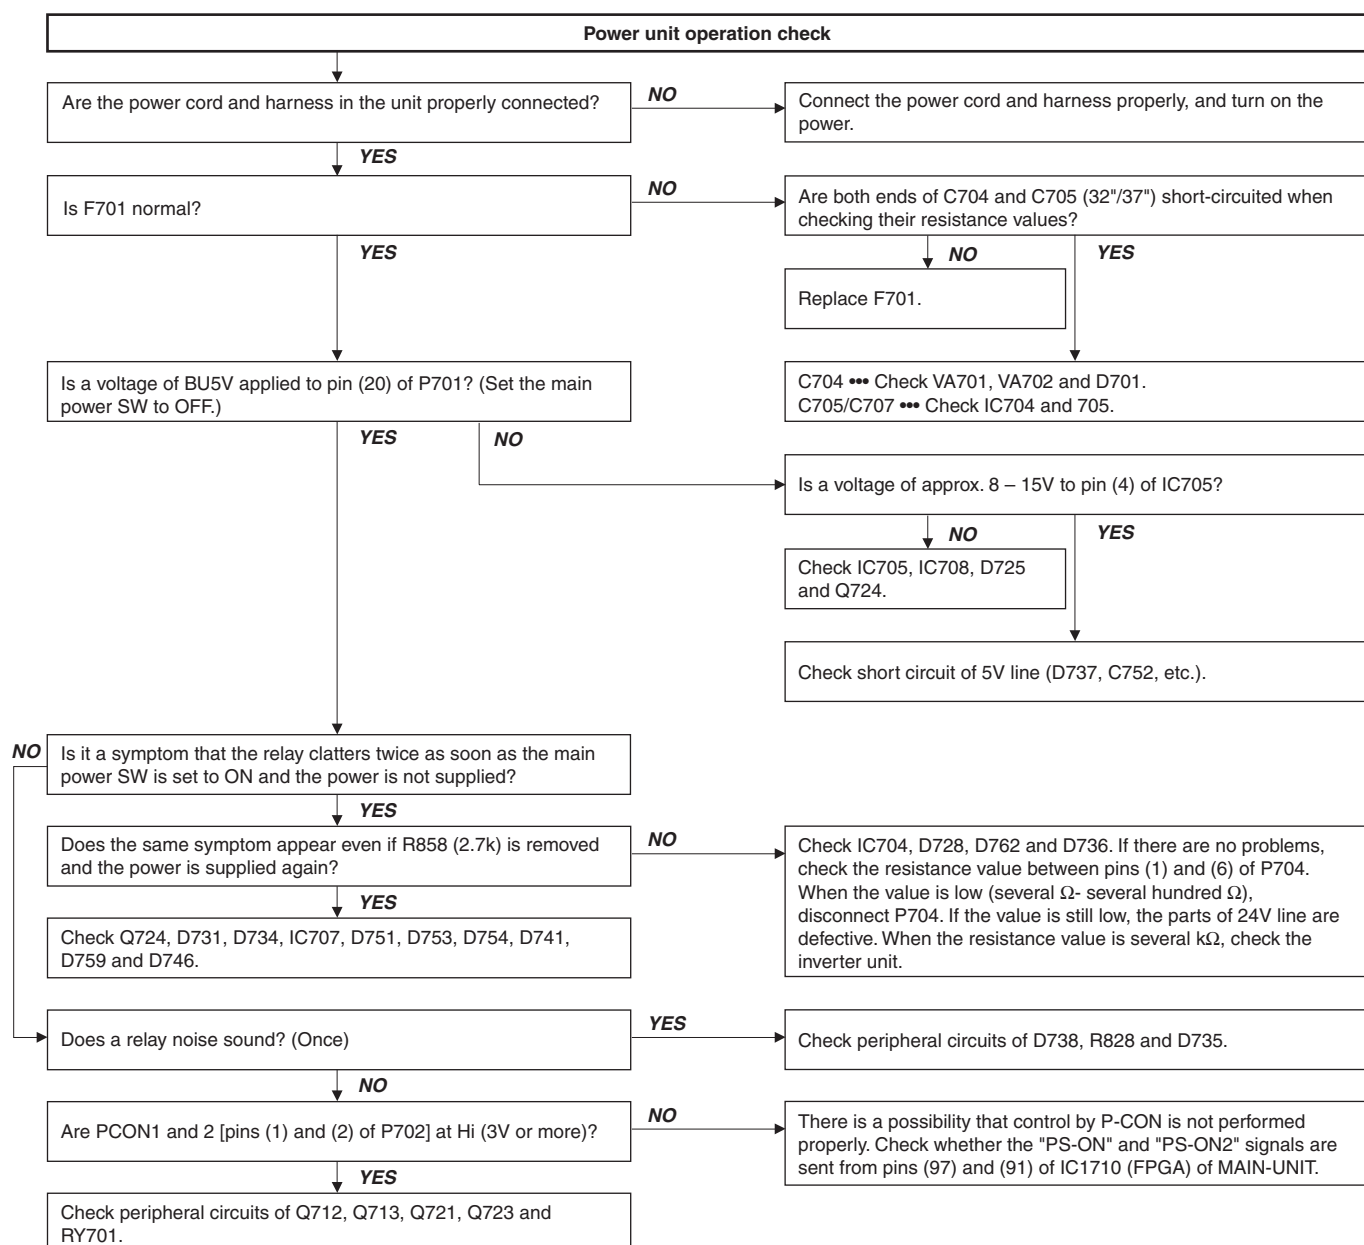 Power unit operation check
Are the power cord and harness in the unit properly connected?
NO
Connect the power cord and harness properly, and turn on the
power.
YES
Is F701 normal?
NO
Are both ends of C704 and C705 (32"/37") short-circuited when
checking their resistance values?
YES
NO
YES
Replace F701.
Is a voltage of BU5V applied to pin (20) of P701? (Set the main
power SW to OFF.)
C704 ••• Check VA701, VA702 and D701.
C705/C707 ••• Check IC704 and 705.
YES
NO
Is a voltage of approx. 8 – 15V to pin (4) of IC705?
NO
YES
Check IC705, IC708, D725
and Q724.
Check short circuit of 5V line (D737, C752, etc.).
NO
Is it a symptom that the relay clatters twice as soon as the main
power SW is set to ON and the power is not supplied?
YES
Does the same symptom appear even if R858 (2.7k) is removed
and the power is supplied again?
NO
Check IC704, D728, D762 and D736. If there are no problems,
check the resistance value between pins (1) and (6) of P704.
When the value is low (several Ω- several hundred Ω),
disconnect P704. If the value is still low, the parts of 24V line are
defective. When the resistance value is several kΩ, check the
inverter unit.
YES
Check Q724, D731, D734, IC707, D751, D753, D754, D741,
D759 and D746.
Does a relay noise sound? (Once)
YES
Check peripheral circuits of D738, R828 and D735.
NO
Are PCON1 and 2 [pins (1) and (2) of P702] at Hi (3V or more)?
NO
There is a possibility that control by P-CON is not performed
properly. Check whether the "PS-ON" and "PS-ON2" signals are
sent from pins (97) and (91) of IC1710 (FPGA) of MAIN-UNIT.
YES
Check peripheral circuits of Q712, Q713, Q721, Q723 and
RY701.